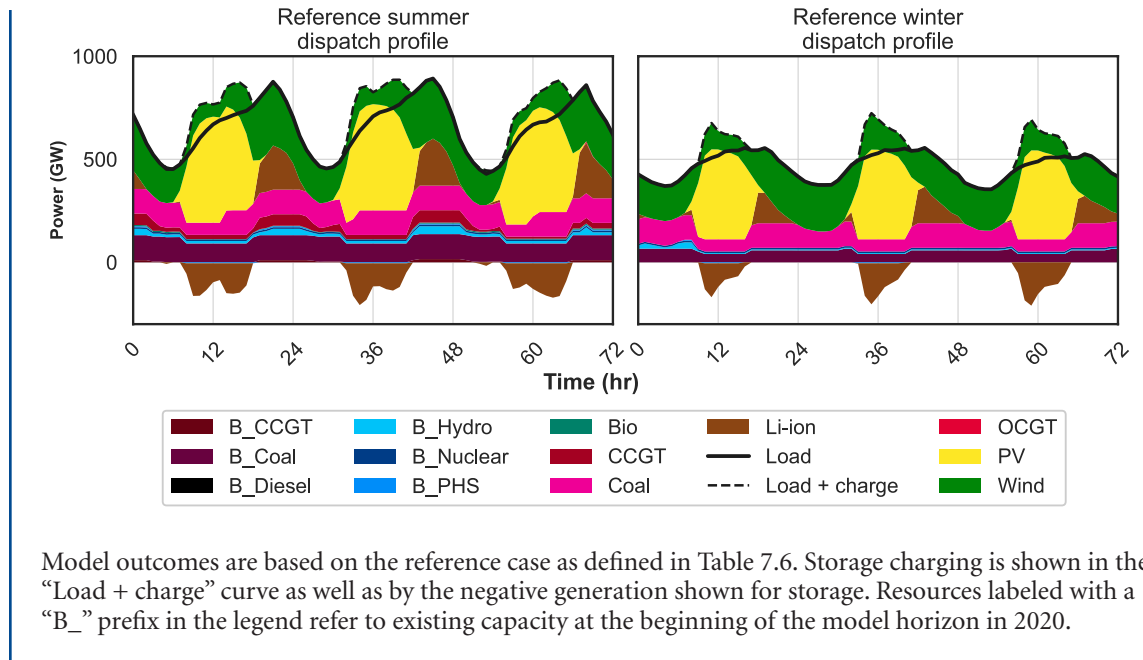 Reference summer
dispatch profile
Reference winter
dispatch profile
1000
500
0
Power (GW)
0 12 24 36 48 60 72
0 12 24 36 48 60 72
Time (hr)
B_CCGT B_Hydro Bio Li-ion OCGT
B_Coal B_Nuclear CCGT Load PV
B_Diesel B_PHS Coal Load + charge Wind
Model outcomes are based on the reference case as defined in Table 7.6. Storage charging is shown in the
“Load + charge” curve as well as by the negative generation shown for storage. Resources labeled with a
“B_” prefix in the legend refer to existing capacity at the beginning of the model horizon in 2020.